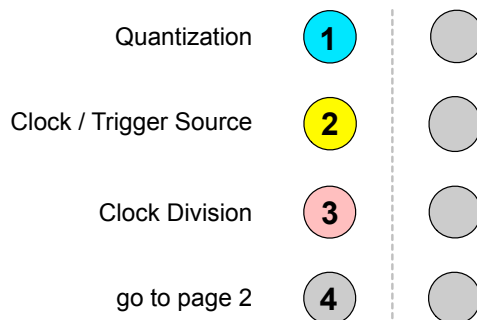 Quantization 1
Clock / Trigger Source 2
Clock Division 3
go to page 2 4